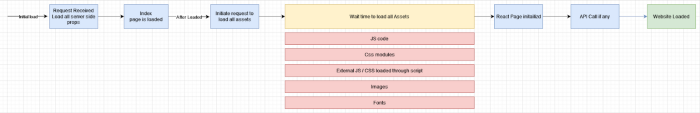 Initial load
Request Received
Load all server side
props
Index
page is loaded
After Loaded
Initiate request to
load all assets
Wait time to load all Assets
JS code
Css modules
External JS / CSS loaded through script
Images
Fonts
React Page initializd
API Call if any
Website Loaded